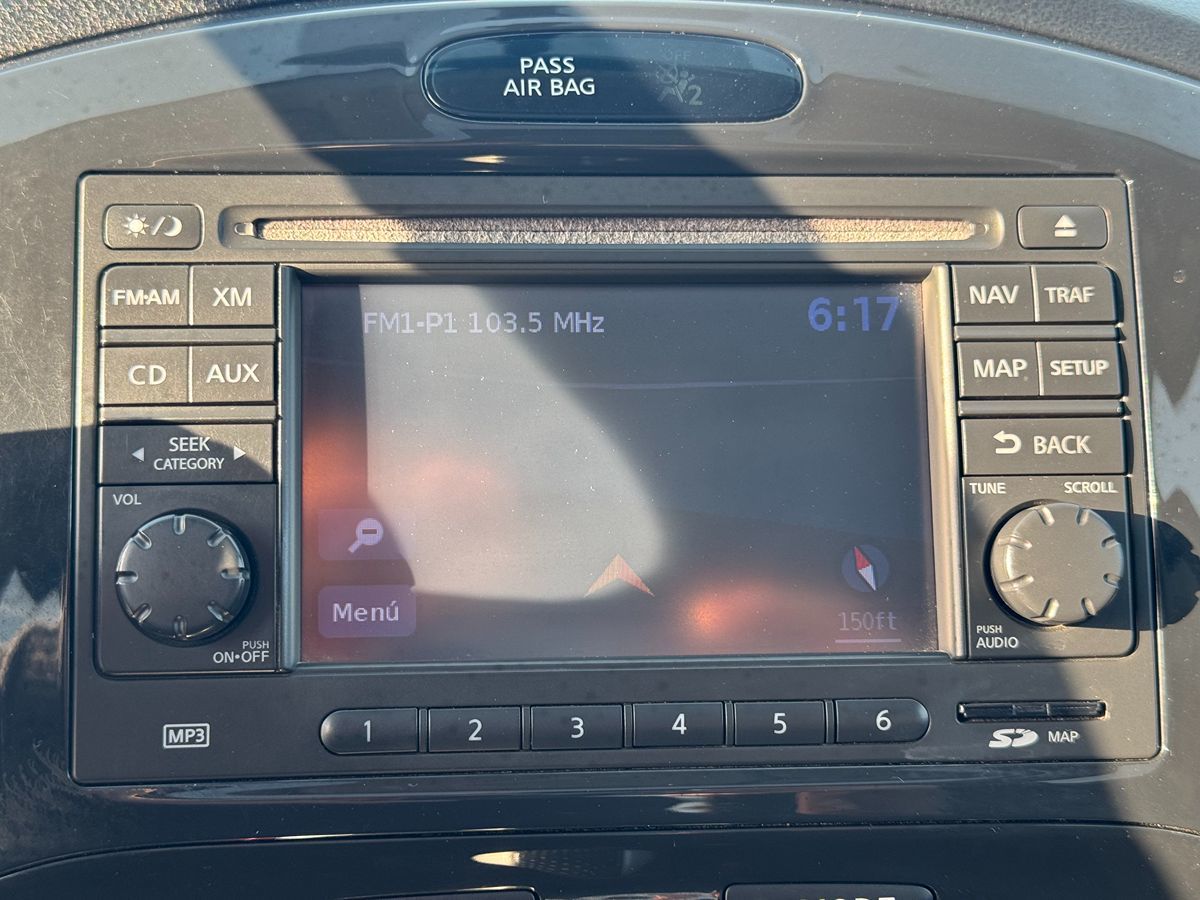 PASS
AIR BAG
OFF
2
FM•AM XM
CD AUX
SEEK
CATEGORY
VOL
PUSH
ON•OFF
FM1-P1 103.5 MHz 6:17
Menú
150ft
NAV TRAF
MAP SETUP
BACK
TUNE SCROLL
PUSH
AUDIO
MP3
1 2 3 4 5 6
SD MAP